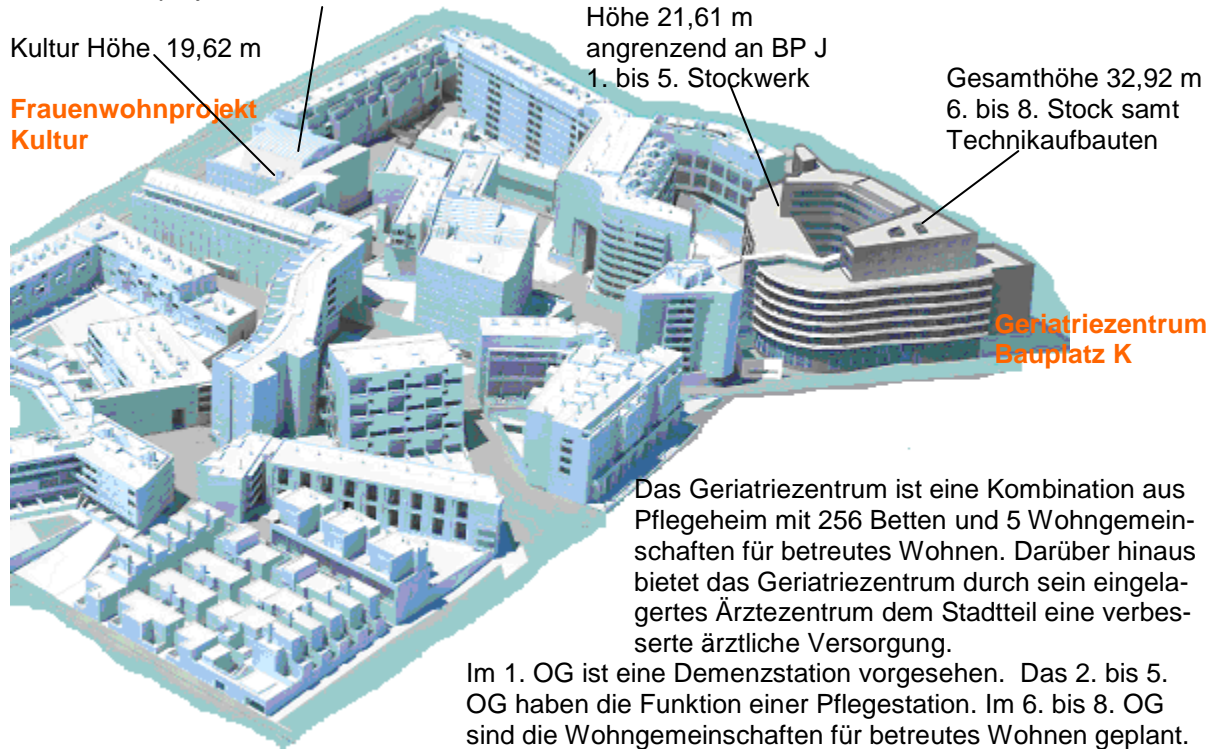 Höhe 21,61 m
angrenzend an BP J
1. bis 5. Stockwerk
Kultur Höhe 19,62 m
Gesamthöhe 32,92 m
6. bis 8. Stock samt
Technikaufbauten
Frauenwohnprojekt
Kultur
Geriatriezentrum
Bauplatz K
Das Geriatriezentrum ist eine Kombination aus
Pflegeheim mit 256 Betten und 5 Wohngemein-
schaften für betreutes Wohnen. Darüber hinaus
bietet das Geriatriezentrum durch sein eingela-
gertes Ärztezentrum dem Stadtteil eine verbes-
serte ärztliche Versorgung.
Im 1. OG ist eine Demenzstation vorgesehen. Das 2. bis 5.
OG haben die Funktion einer Pflegestation. Im 6. bis 8. OG
sind die Wohngemeinschaften für betreutes Wohnen geplant.